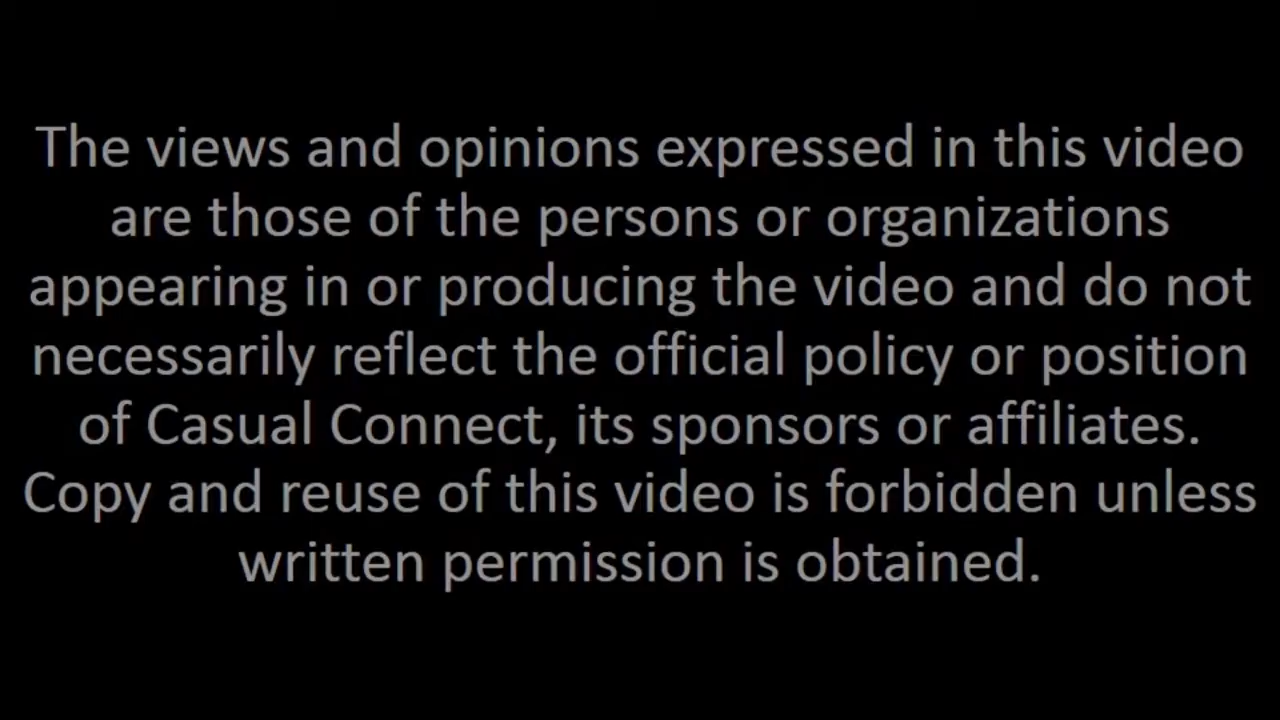 The views and opinions expressed in this video
are those of the persons or organizations
appearing in or producing the video and do not
necessarily reflect the official policy or position
of Casual Connect, its sponsors or affiliates.
Copy and reuse of this video is forbidden unless
written permission is obtained.